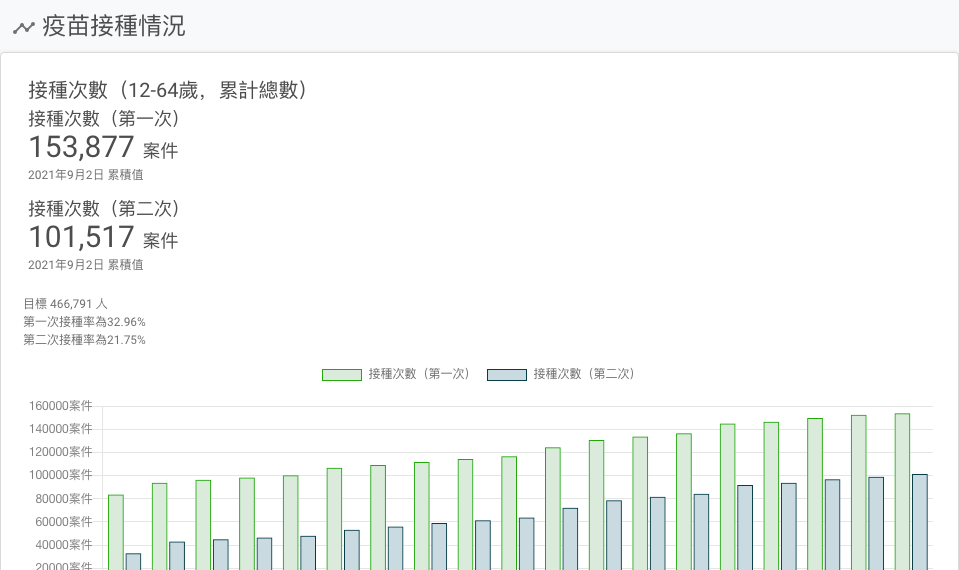 疫苗接種情況
接種次數（12-64歲，累計總數）
接種次數（第一次）
153,877 案件
2021年9月2日 累積值
接種次數（第二次）
101,517 案件
2021年9月2日 累積值
目標 466,791 人
第一次接種率為32.96%
第二次接種率為21.75%
接種次數（第一次） 接種次數（第二次）
160000案件
140000案件
120000案件
100000案件
80000案件
60000案件
40000案件
20000案件